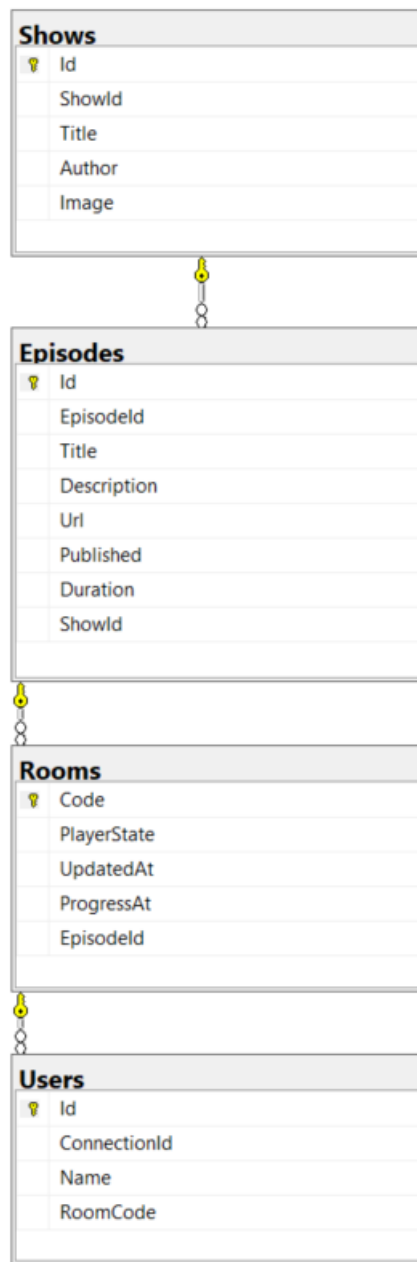 Shows
Id
ShowId
Title
Author
Image
Episodes
Id
EpisodeId
Title
Description
Url
Published
Duration
ShowId
Rooms
Code
PlayerState
UpdatedAt
ProgressAt
EpisodeId
Users
Id
ConnectionId
Name
RoomCode